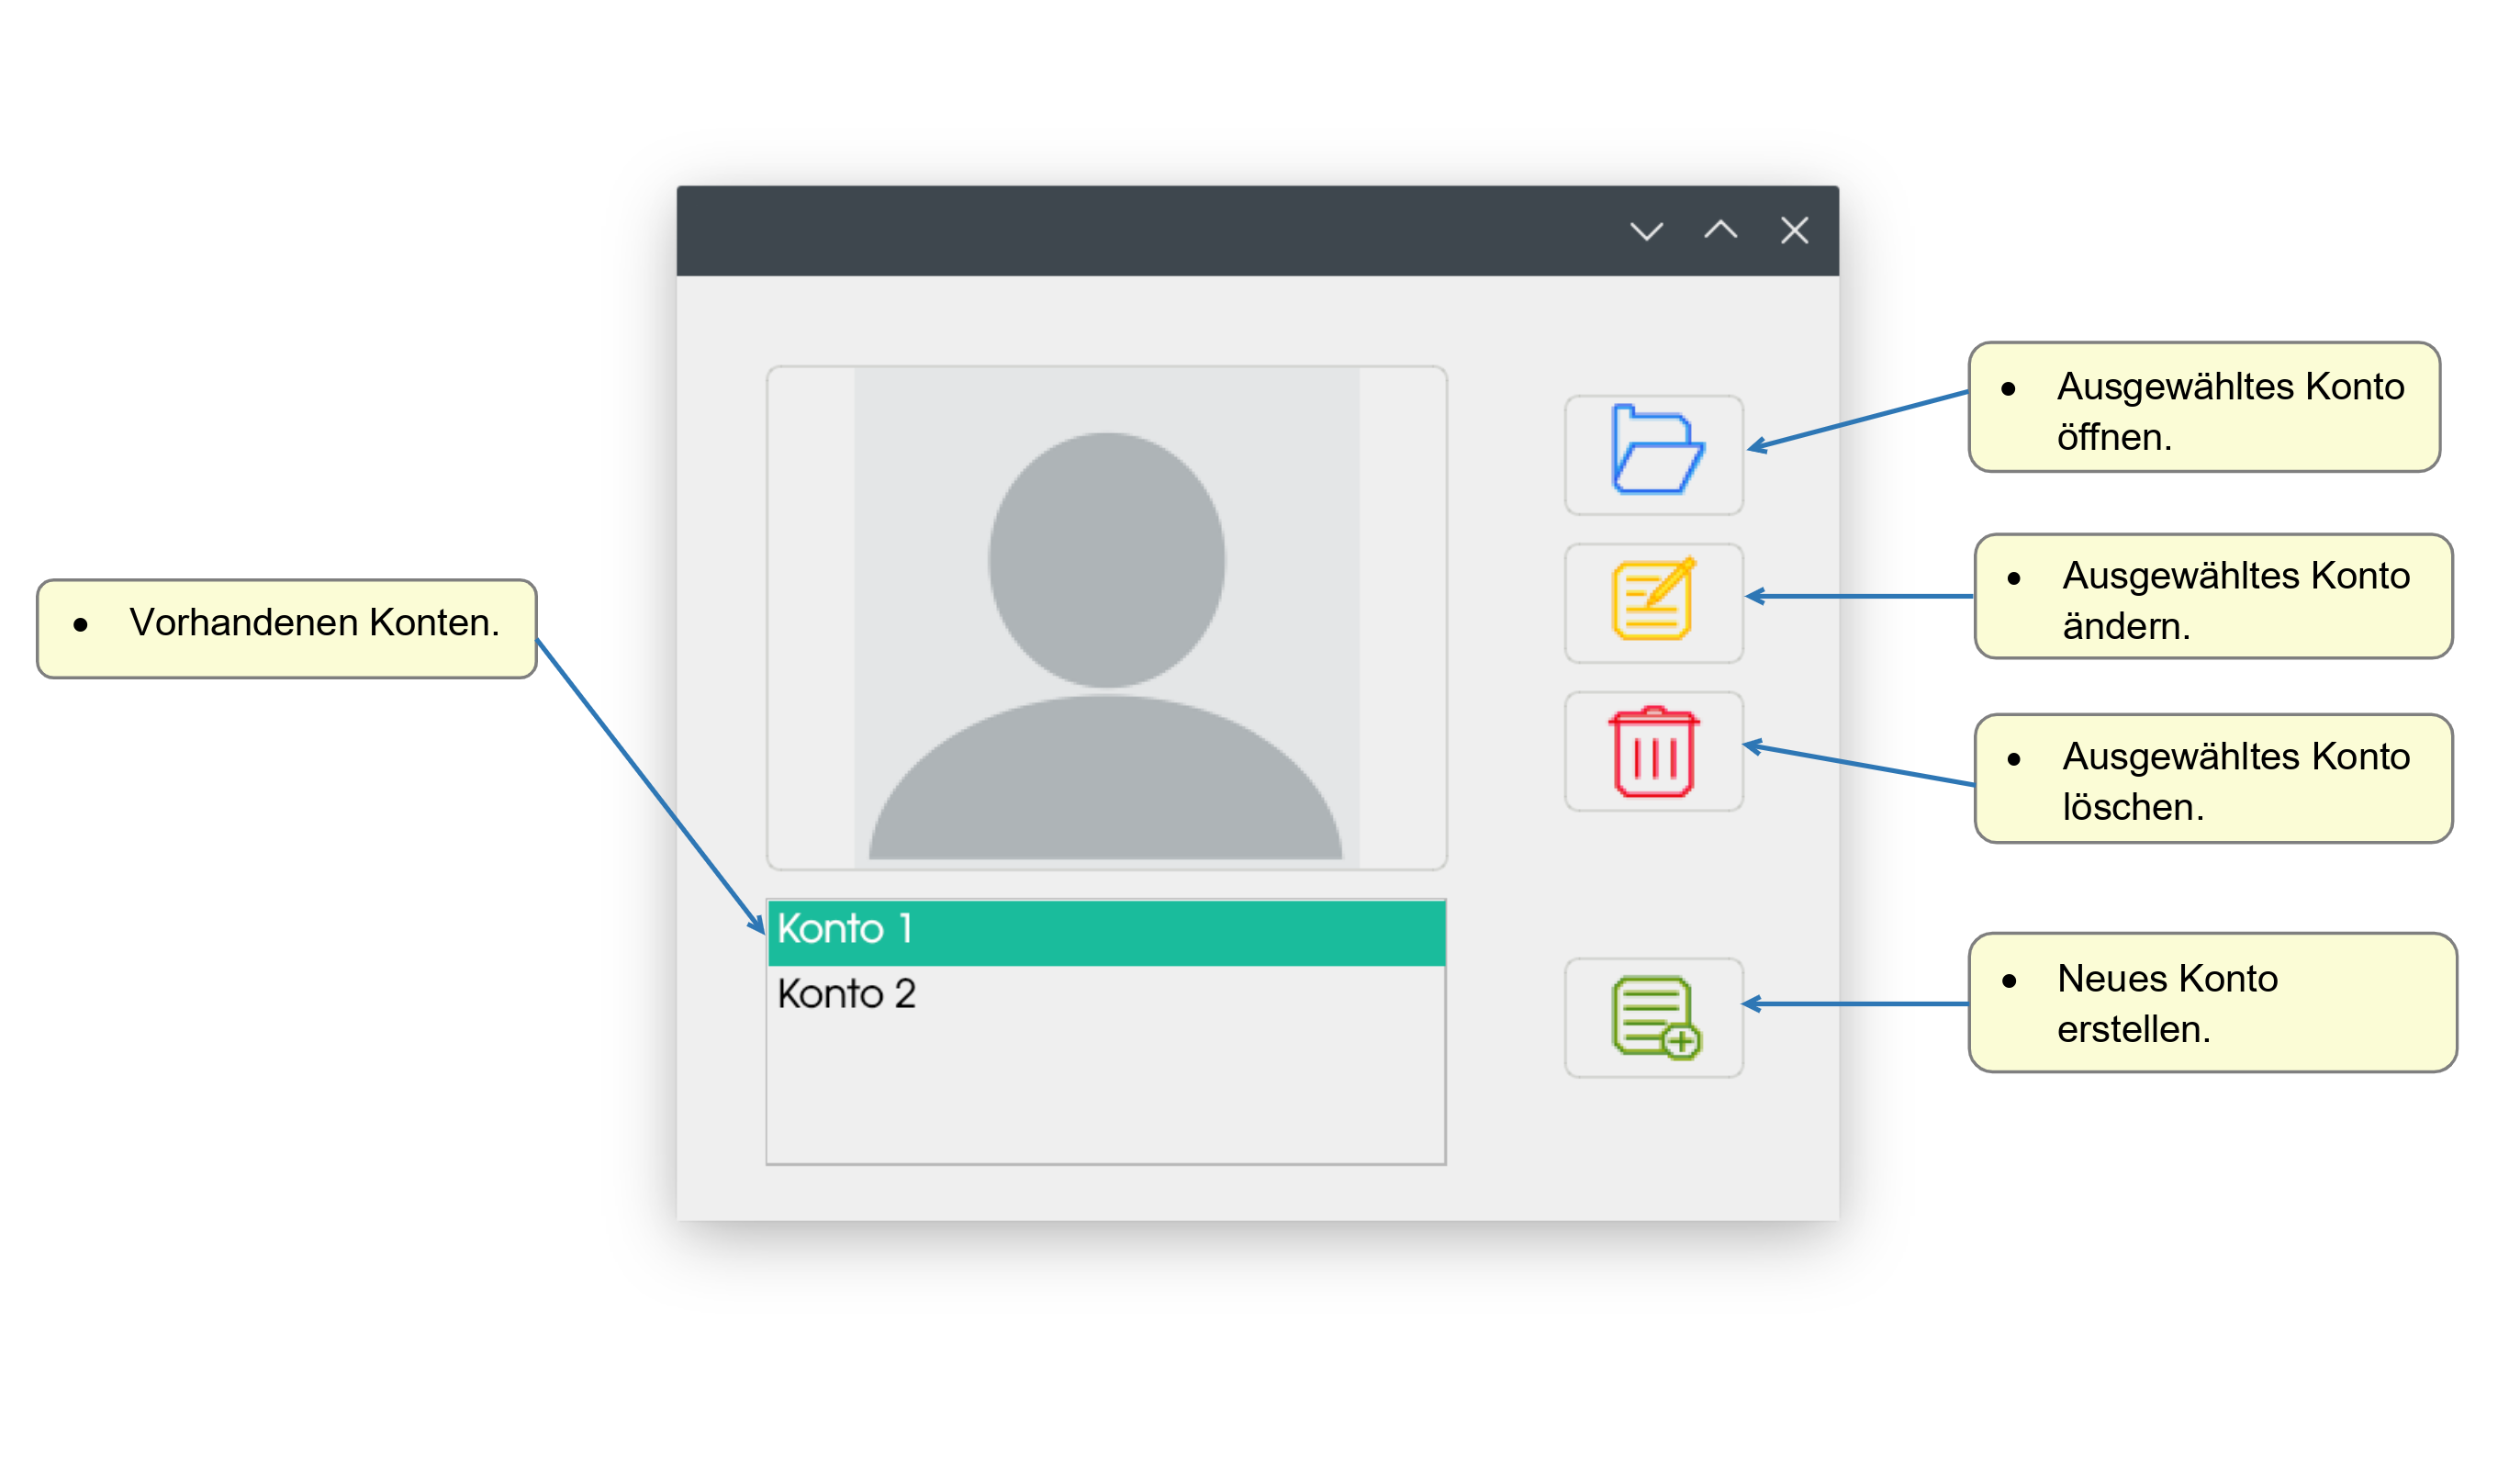 • Ausgewähltes Konto
öffnen.
• Ausgewähltes Konto
ändern.
• Vorhandenen Konten.
• Ausgewähltes Konto
löschen.
Konto 1
Konto 2
• Neues Konto
erstellen.